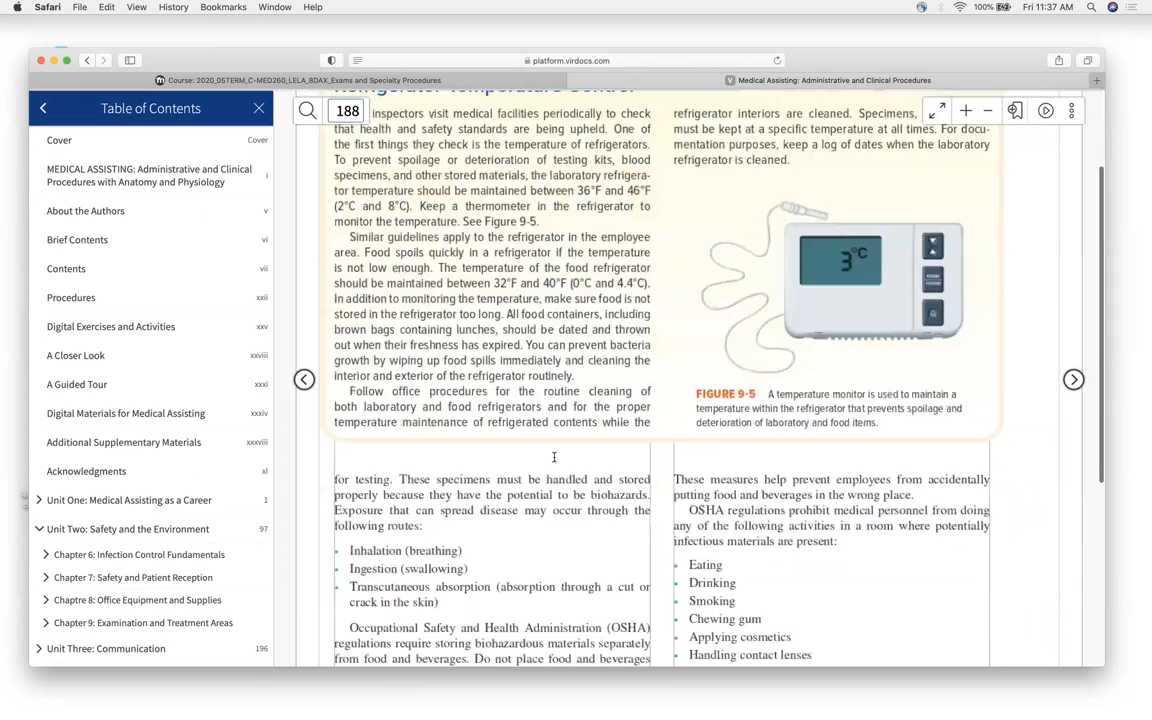 Safari File Edit View History Bookmarks Window Help
100% Fri 11:37 AM
platform.virdocs.com
m Course: 2020_05TERM_C-MED260_LELA_8DAX_Exams and Specialty Procedures
V Medical Assisting: Administrative and Clinical Procedures
Table of Contents
188
Cover Cover
MEDICAL ASSISTING: Administrative and Clinical
Procedures with Anatomy and Physiology i
About the Authors v
Brief Contents vi
Contents vii
Procedures xxii
Digital Exercises and Activities xxv
A Closer Look xxviii
A Guided Tour xxxi
Digital Materials for Medical Assisting xxxiv
Additional Supplementary Materials xxxviii
Acknowledgments xl
Unit One: Medical Assisting as a Career 1
Unit Two: Safety and the Environment 97
Chapter 6: Infection Control Fundamentals
Chapter 7: Safety and Patient Reception
Chapter 8: Office Equipment and Supplies
Chapter 9: Examination and Treatment Areas
Unit Three: Communication 196
Refrigerator Temperature Control
inspectors visit medical facilities periodically to check
that health and safety standards are being upheld. One of
the first things they check is the temperature of refrigerators.
To prevent spoilage or deterioration of testing kits, blood
specimens, and other stored materials, the laboratory refrigera-
tor temperature should be maintained between 36°F and 46°F
(2°C and 8°C). Keep a thermometer in the refrigerator to
monitor the temperature. See Figure 9-5.
Similar guidelines apply to the refrigerator in the employee
area. Food spoils quickly in a refrigerator if the temperature
is not low enough. The temperature of the food refrigerator
should be maintained between 32°F and 40°F (0°C and 4.4°C).
In addition to monitoring the temperature, make sure food is not
stored in the refrigerator too long. All food containers, including
brown bags containing lunches, should be dated and thrown
out when their freshness has expired. You can prevent bacteria
growth by wiping up food spills immediately and cleaning the
interior and exterior of the refrigerator routinely.
Follow office procedures for the routine cleaning of
both laboratory and food refrigerators and for the proper
temperature maintenance of refrigerated contents while the
refrigerator interiors are cleaned. Specimens,
must be kept at a specific temperature at all times. For docu-
mentation purposes, keep a log of dates when the laboratory
refrigerator is cleaned.
3°C
FIGURE 9-5 A temperature monitor is used to maintain a
temperature within the refrigerator that prevents spoilage and
deterioration of laboratory and food items.
for testing. These specimens must be handled and stored
properly because they have the potential to be biohazards.
Exposure that can spread disease may occur through the
following routes:
• Inhalation (breathing)
• Ingestion (swallowing)
• Transcutaneous absorption (absorption through a cut or
crack in the skin)
Occupational Safety and Health Administration (OSHA)
regulations require storing biohazardous materials separately
from food and beverages. Do not place food and beverages
These measures help prevent employees from accidentally
putting food and beverages in the wrong place.
OSHA regulations prohibit medical personnel from doing
any of the following activities in a room where potentially
infectious materials are present:
• Eating
• Drinking
• Smoking
• Chewing gum
• Applying cosmetics
• Handling contact lenses